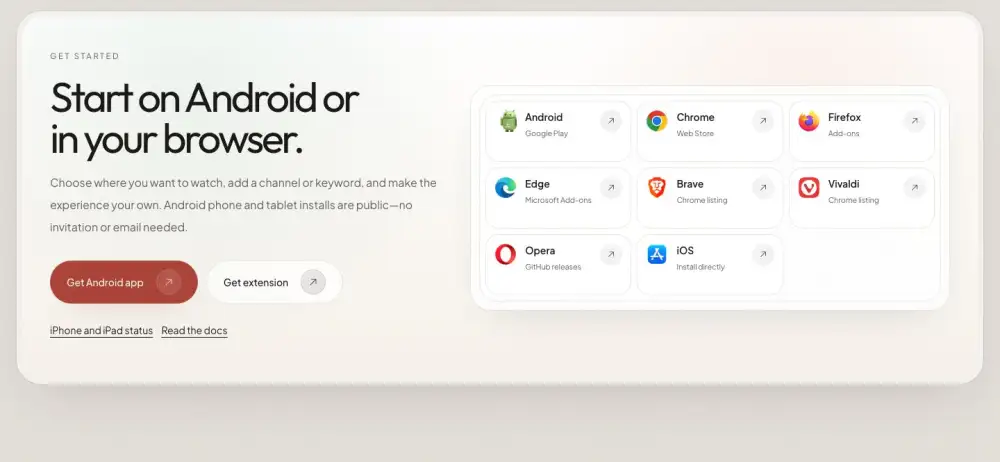 GET STARTED
Start on Android or
in your browser.
Choose where you want to watch, add a channel or keyword, and make the
experience your own. Android phone and tablet installs are public—no
invitation or email needed.
Get Android app
Get extension
iPhone and iPad status
Read the docs
Android
Google Play
Chrome
Web Store
Firefox
Add-ons
Edge
Microsoft Add-ons
Brave
Chrome listing
Vivaldi
Chrome listing
Opera
GitHub releases
iOS
Install directly